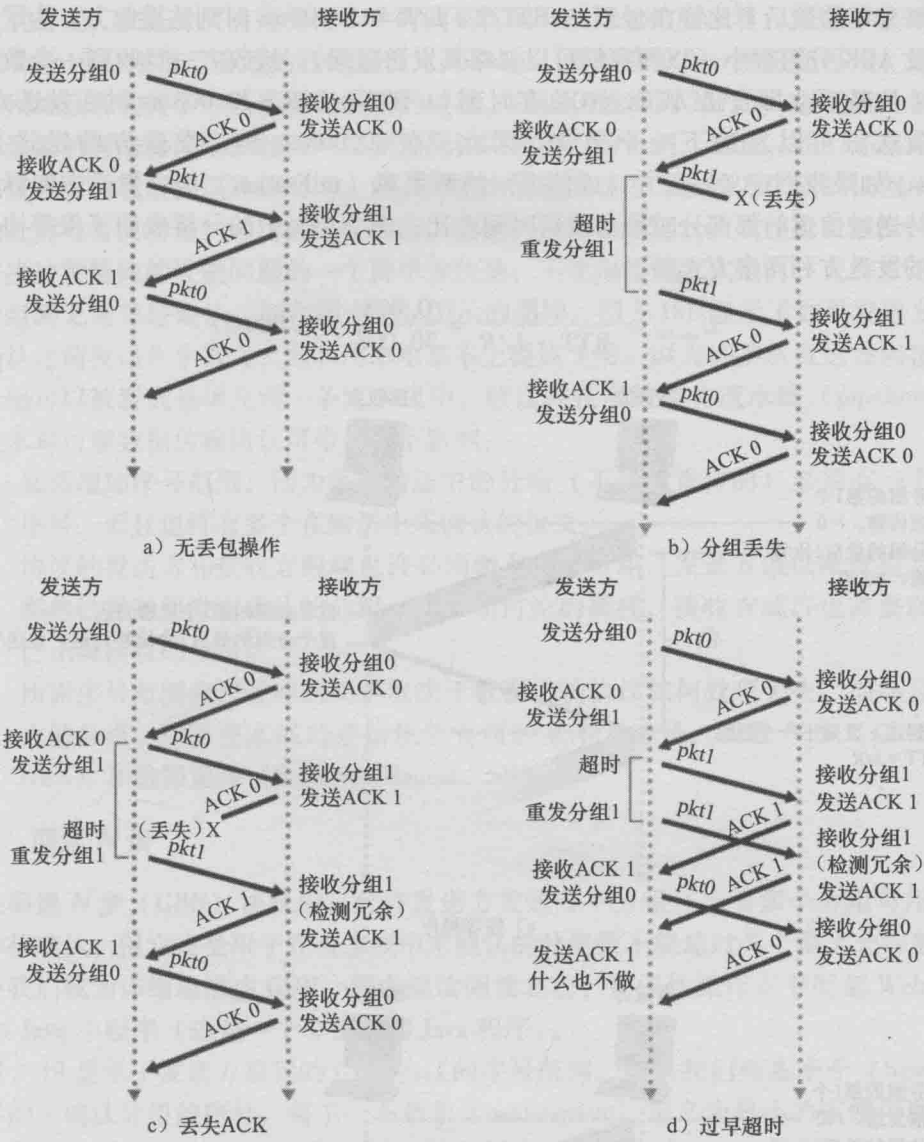 发送方
接收方
发送分组0
pkt0
接收分组0
发送ACK 0
ACK 0
接收ACK 0
发送分组1
pkt1
接收分组1
发送ACK 1
ACK 1
接收ACK 1
发送分组0
pkt0
接收分组0
发送ACK 0
ACK 0
a）无丢包操作
发送方
接收方
发送分组0
pkt0
接收分组0
发送ACK 0
ACK 0
接收ACK 0
发送分组1
pkt1
X（丢失）
超时
重发分组1
pkt1
接收分组1
发送ACK 1
ACK 1
接收ACK 1
发送分组0
pkt0
接收分组0
发送ACK 0
ACK 0
b）分组丢失
发送方
接收方
发送分组0
pkt0
接收分组0
发送ACK 0
ACK 0
接收ACK 0
发送分组1
pkt0
接收分组1
发送ACK 1
ACK 0
（丢失）X
超时
重发分组1
pkt1
接收分组1
（检测冗余）
发送ACK 1
ACK 1
接收ACK 1
发送分组0
pkt0
接收分组0
发送ACK 0
ACK 0
c）丢失ACK
发送方
接收方
发送分组0
pkt0
接收分组0
发送ACK 0
ACK 0
接收ACK 0
发送分组1
pkt1
超时
接收分组1
发送ACK 1
重发分组1
pkt1
ACK 1
接收分组1
（检测冗余）
发送ACK 1
接收ACK 1
发送分组0
pkt0
ACK 1
接收分组0
发送ACK 0
发送ACK 1
什么也不做
ACK 0
d）过早超时